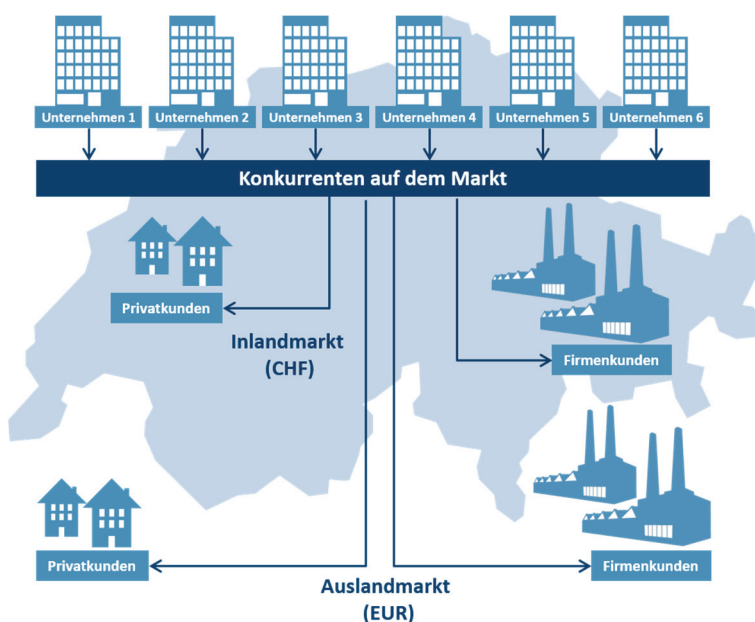 Unternehmen 1
Unternehmen 2
Unternehmen 3
Unternehmen 4
Unternehmen 5
Unternehmen 6
Konkurrenten auf dem Markt
Privatkunden
Inlandmarkt
(CHF)
Firmenkunden
Privatkunden
Firmenkunden
Auslandmarkt
(EUR)